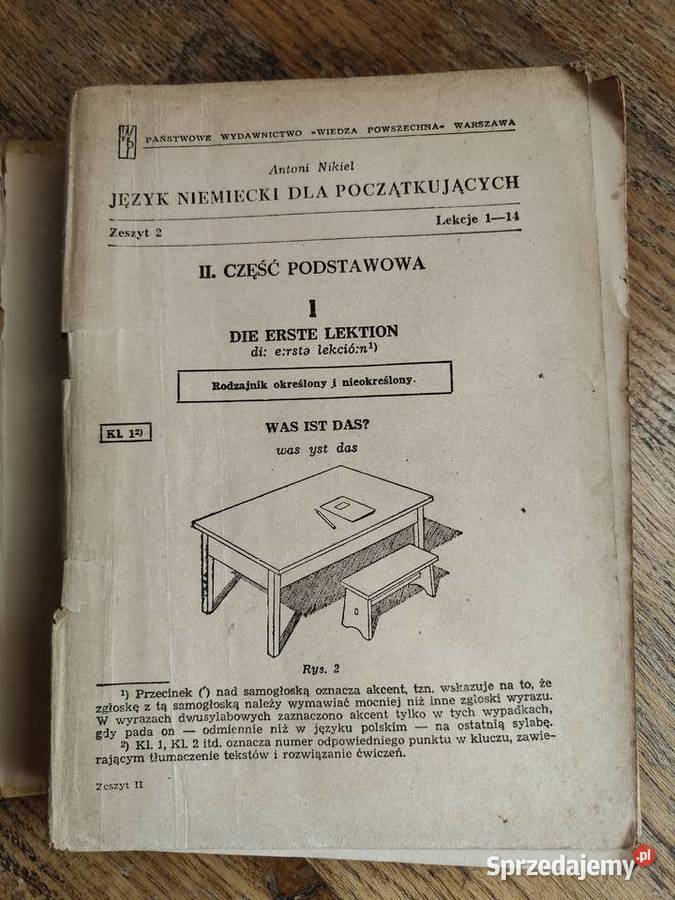 WP
PAŃSTWOWE WYDAWNICTWO »WIEDZA POWSZECHNA« WARSZAWA
Antoni Nikiel
JĘZYK NIEMIECKI DLA POCZĄTKUJĄCYCH
Zeszyt 2 Lekcje 1—14
II. CZĘŚĆ PODSTAWOWA
1
DIE ERSTE LEKTION
di: e:rstə lekció:n¹)
Rodzajnik określony i nieokreślony.
Kl. 1²)
WAS IST DAS?
was yst das
Rys. 2
¹) Przecinek (´) nad samogłoską oznacza akcent, tzn. wskazuje na to, że
zgłoskę z tą samogłoską należy wymawiać mocniej niż inne zgłoski wyrazu.
W wyrazach dwusylabowych zaznaczono akcent tylko w tych wypadkach,
gdy pada on — odmiennie niż w języku polskim — na ostatnią sylabę.
²) Kl. 1, Kl. 2 itd. oznacza numer odpowiedniego punktu w kluczu, zawie-
rającym tłumaczenie tekstów i rozwiązanie ćwiczeń.
Zeszyt II
Sprzedajemy.pl